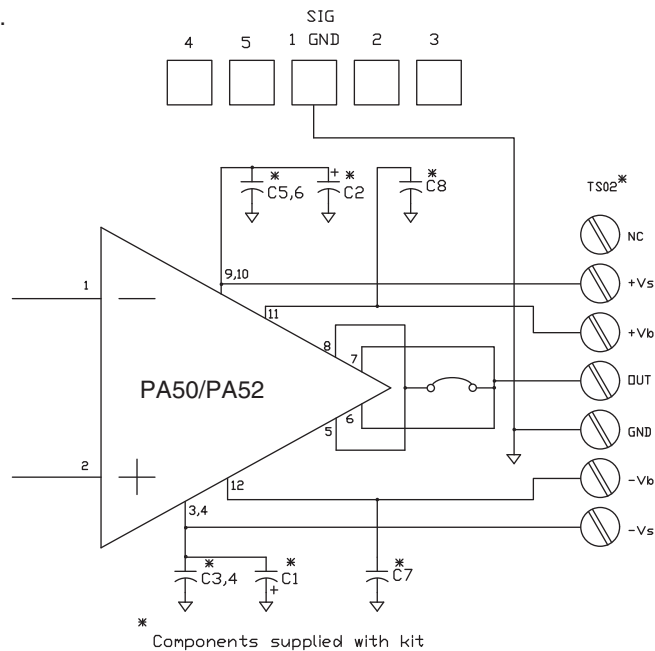 .
SIG
4 5 1 GND 2 3
* C5,6
+ * C2
* C8
TS02*
NC
9,10
+Vs
1
11
+Vb
8
7
PA50/PA52
OUT
6
5
GND
2
12
-Vb
3,4
-Vs
* C3,4
* C1
+
* C7
* Components supplied with kit